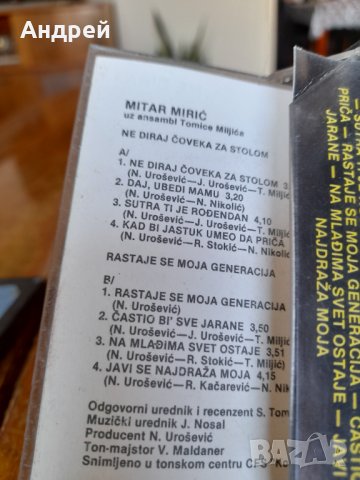 Андрей
MITAR MIRIĆ
uz ansambl Tomice Miljića
NE DIRAJ ČOVEKA ZA STOLOM
A/
1. NE DIRAJ ČOVEKA ZA STOLOM 3
(N. Urošević—J. Urošević—T. Miljić
2. DAJ, UBEDI MAMU 3,20
(N. Urošević—N. Nikolić)
3. SUTRA TI JE ROĐENDAN 4,10
(N. Urošević—J. Urošević—T. Miljić
4. KAD BI JASTUK UMEO DA PRIČA
(N. Urošević—R. Stokić—N. Nikolić
RASTAJE SE MOJA GENERACIJA
B/
1. RASTAJE SE MOJA GENERACIJA
(N. Urošević)
2. ČASTIO BI' SVE JARANE 3,50
(N. Urošević—J. Urošević—T. Miljić
3. NA MLAĐIMA SVET OSTAJE 3,51
(N. Urošević—R. Stokić—T. Miljić)
4. JAVI SE NAJDRAŽA MOJA 4,15
(N. Urošević—R. Kačarević—N. Nik
Odgovorni urednik i recenzent S. Tom
Muzički urednik J. Nosal
Producent N. Urošević
Ton-majstor V. Maldaner
Snimljeno u tonskom centru CFS-Ko
PRIČA — RASTAJE SE MOJA GENERACIJA — ČASTIO
JARANE — NA MLAĐIMA SVET OSTAJE — JAVI
NAJDRAŽA MOJA
bazar